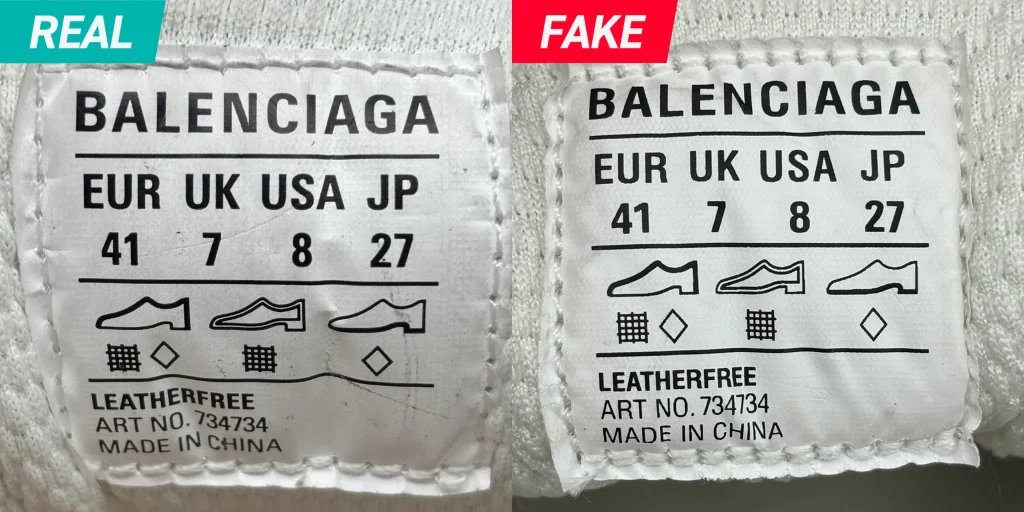 REAL
BALENCIAGA
EUR UK USA JP
41 7 8 27
LEATHERFREE
ART NO. 734734
MADE IN CHINA
FAKE
BALENCIAGA
EUR UK USA JP
41 7 8 27
LEATHERFREE
ART NO. 734734
MADE IN CHINA